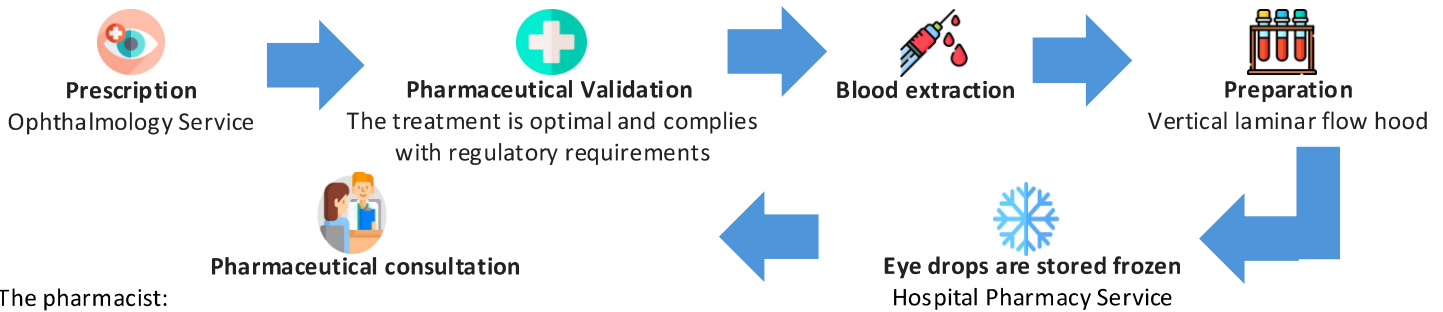 Prescription
Ophthalmology Service
Pharmaceutical Validation
The treatment is optimal and complies
with regulatory requirements
Blood extraction
Preparation
Vertical laminar flow hood
Eye drops are stored frozen
Hospital Pharmacy Service
Pharmaceutical consultation
The pharmacist: